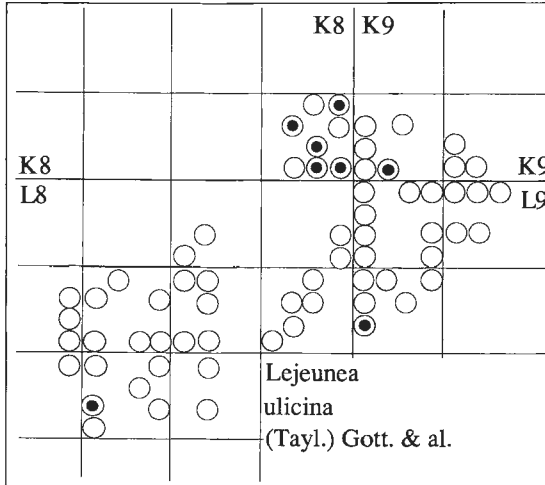 K8 K9
K8 K9
L8 L9
Lejeunea
ulicina
(Tayl.) Gott. & al.